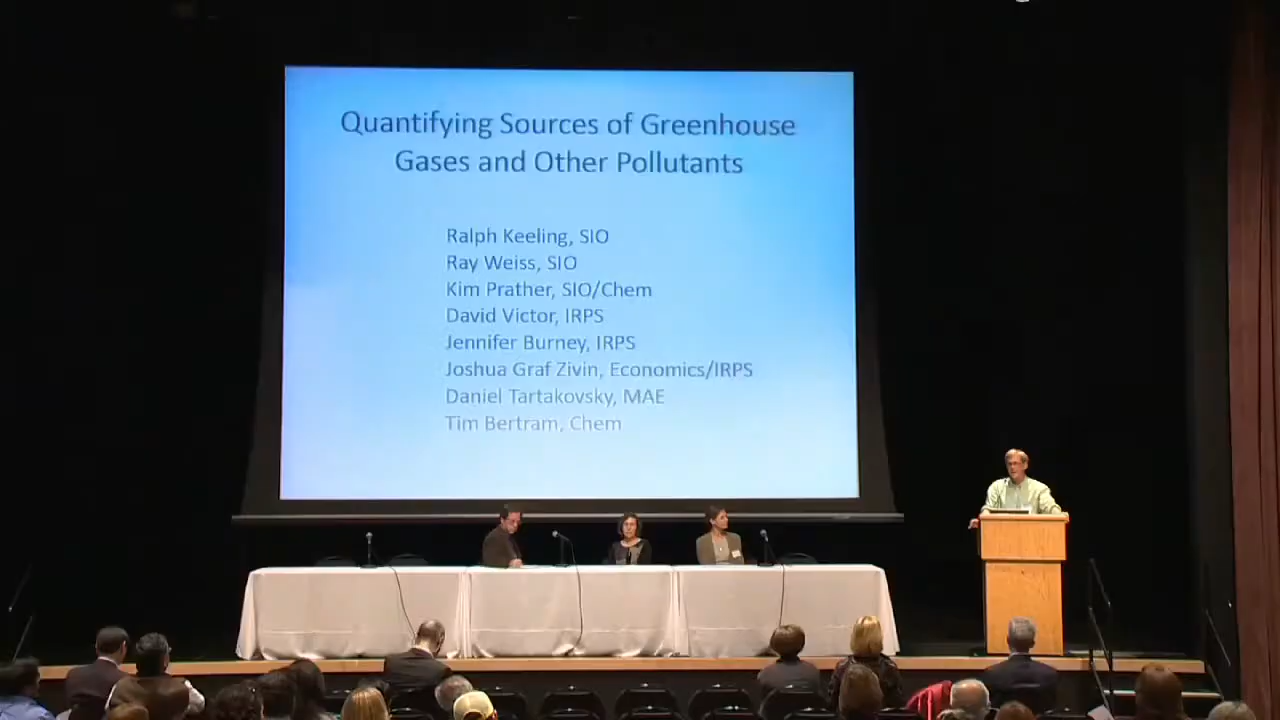 Quantifying Sources of Greenhouse
Gases and Other Pollutants
Ralph Keeling, SIO
Ray Weiss, SIO
Kim Prather, SIO/Chem
David Victor, IRPS
Jennifer Burney, IRPS
Joshua Graf Zivin, Economics/IRPS
Daniel Tartakovsky, MAE
Tim Bertram, Chem